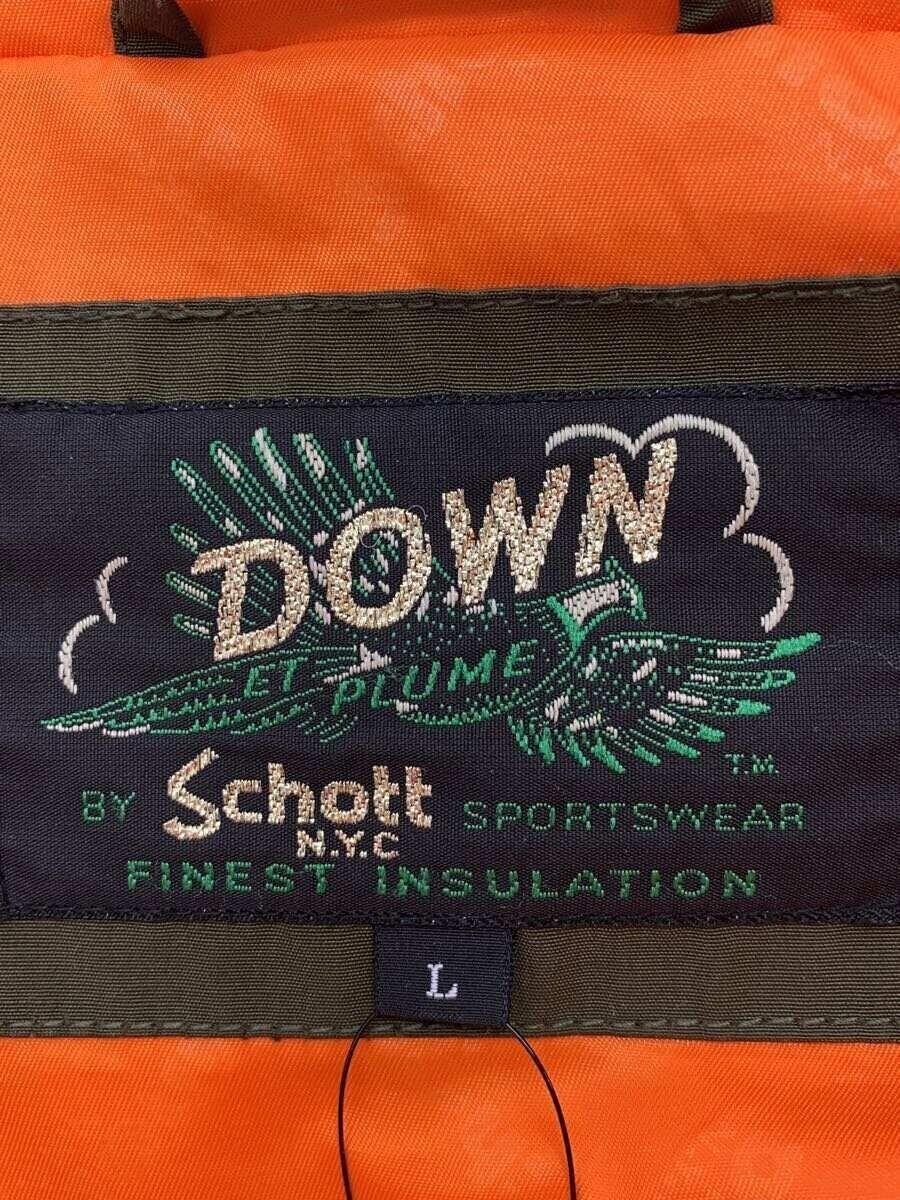 DOWN
ET PLUME
T.M.
BY Schott SPORTSWEAR
N.Y.C
FINEST INSULATION
L